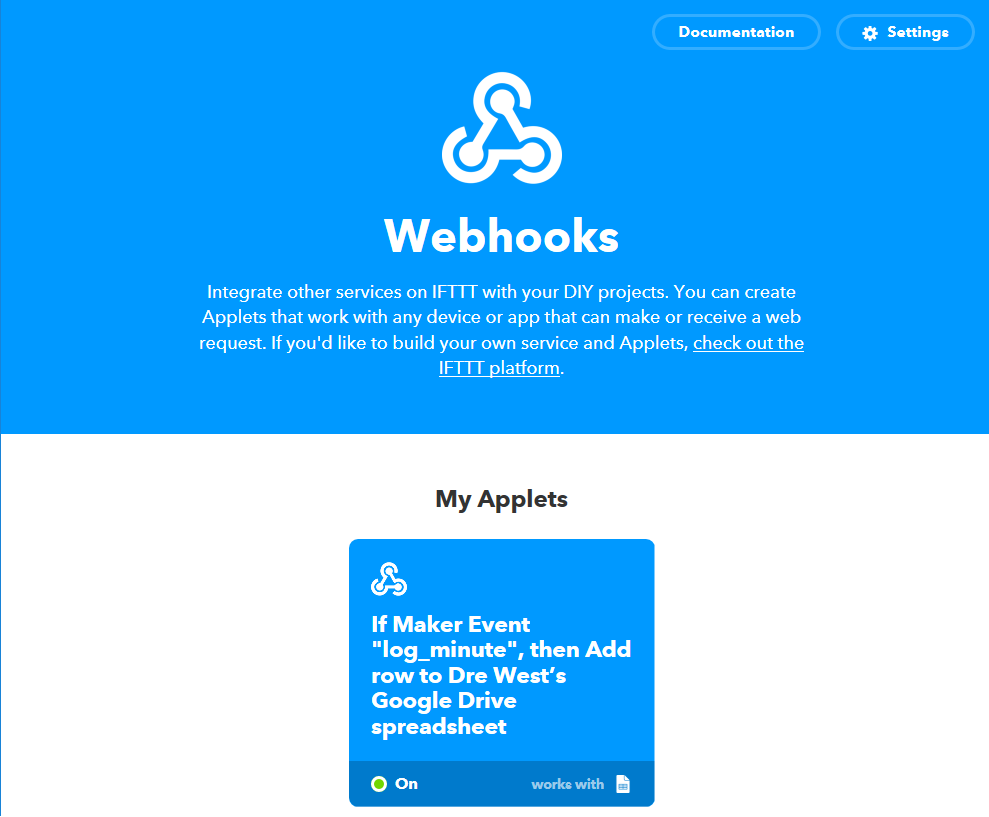 Documentation
Settings
Webhooks
Integrate other services on IFTTT with your DIY projects. You can create
Applets that work with any device or app that can make or receive a web
request. If you'd like to build your own service and Applets, check out the
IFTTT platform.
My Applets
If Maker Event
"log_minute", then Add
row to Dre West’s
Google Drive
spreadsheet
On
works with